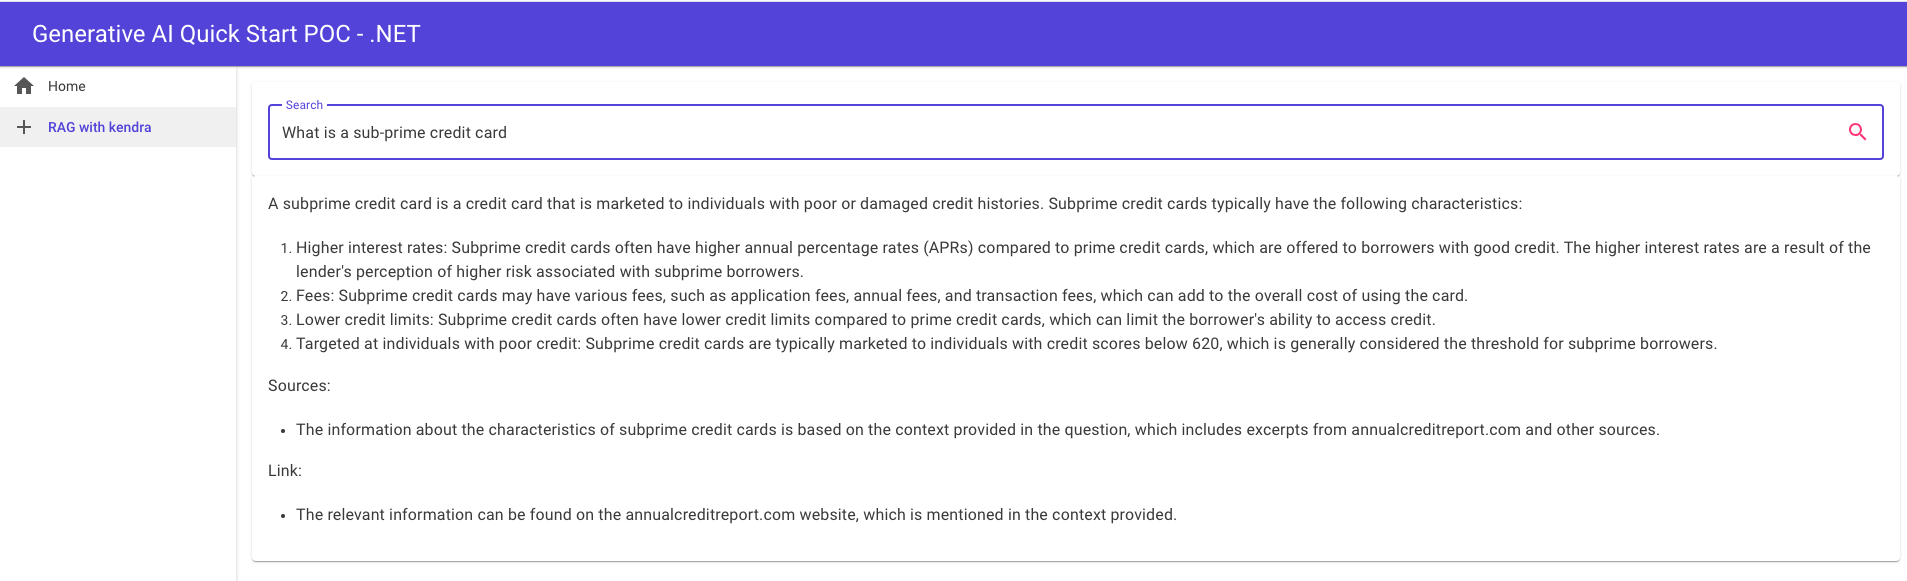 Generative AI Quick Start POC - .NET
Home
RAG with kendra
Search
What is a sub-prime credit card
A subprime credit card is a credit card that is marketed to individuals with poor or damaged credit histories. Subprime credit cards typically have the following characteristics:
1. Higher interest rates: Subprime credit cards often have higher annual percentage rates (APRs) compared to prime credit cards, which are offered to borrowers with good credit. The higher interest rates are a result of the
lender's perception of higher risk associated with subprime borrowers.
2. Fees: Subprime credit cards may have various fees, such as application fees, annual fees, and transaction fees, which can add to the overall cost of using the card.
3. Lower credit limits: Subprime credit cards often have lower credit limits compared to prime credit cards, which can limit the borrower's ability to access credit.
4. Targeted at individuals with poor credit: Subprime credit cards are typically marketed to individuals with credit scores below 620, which is generally considered the threshold for subprime borrowers.
Sources:
• The information about the characteristics of subprime credit cards is based on the context provided in the question, which includes excerpts from annualcreditreport.com and other sources.
Link:
• The relevant information can be found on the annualcreditreport.com website, which is mentioned in the context provided.